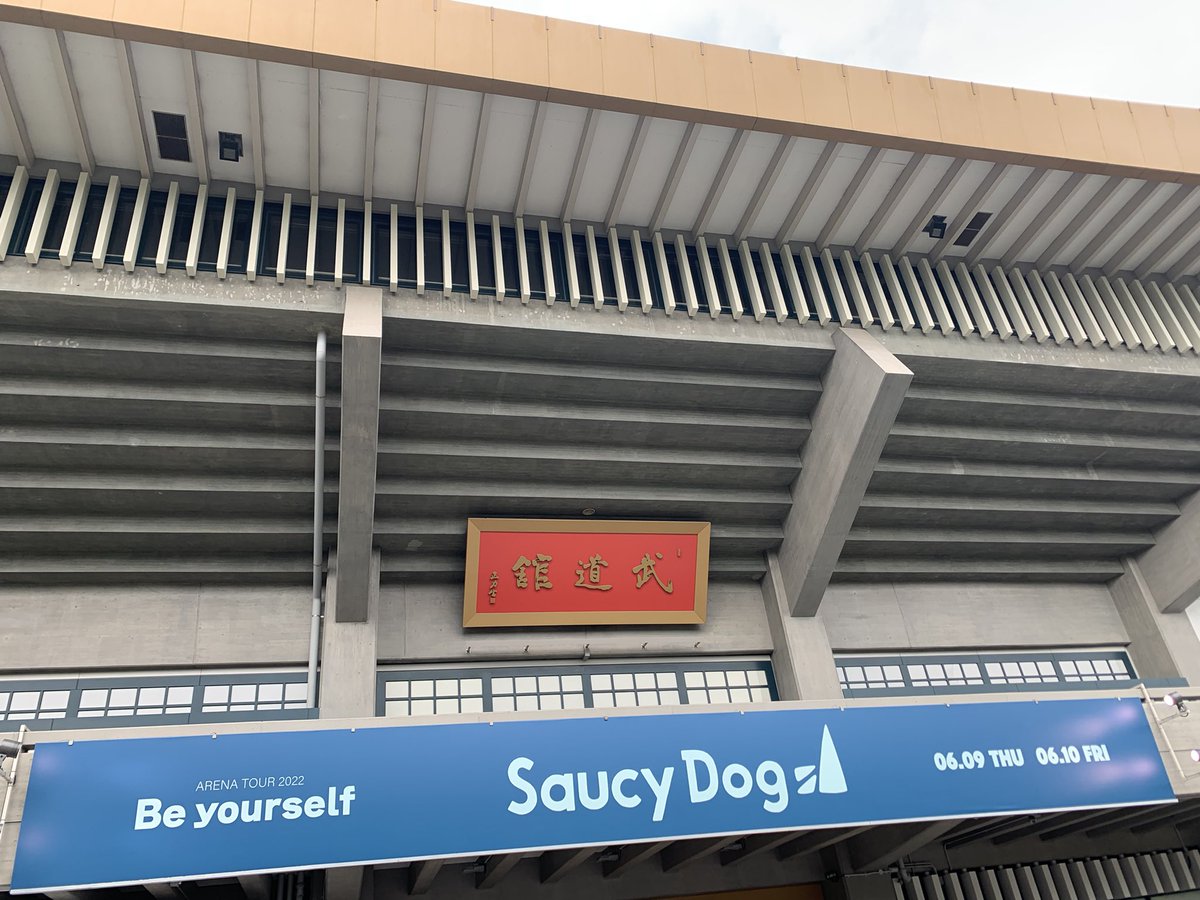 武道館
ARENA TOUR 2022
Be yourself
Saucy Dog
06.09 THU 06.10 FRI